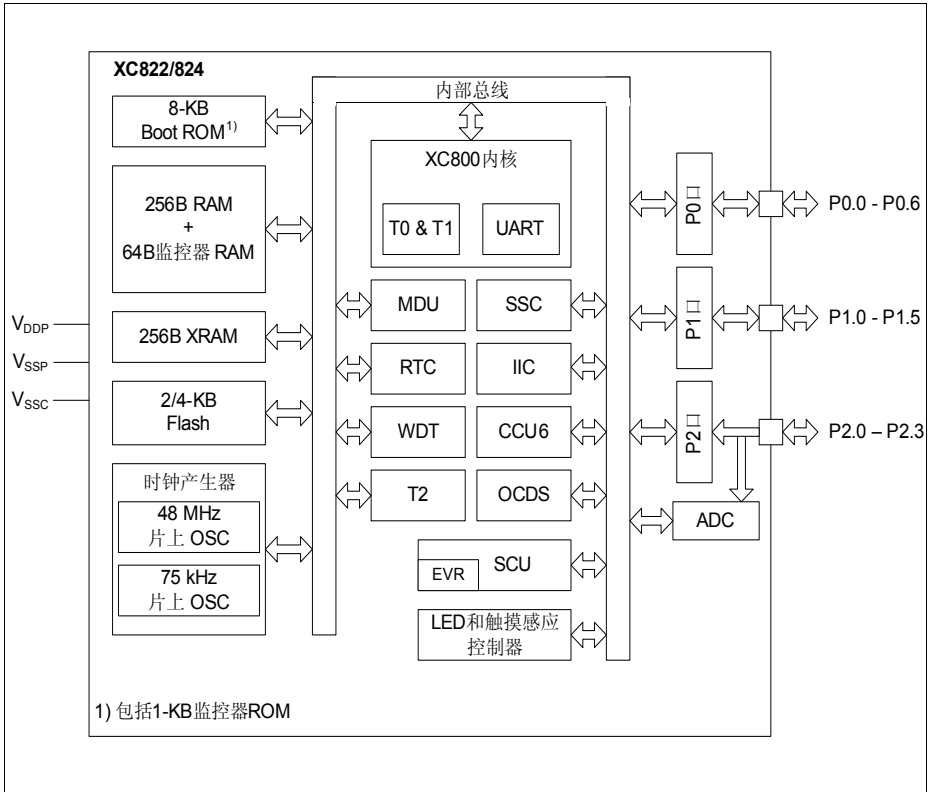 XC822/824
内部总线
8-KB
Boot ROM1)
256B RAM
+
64B监控器 RAM
256B XRAM
2/4-KB
Flash
时钟产生器
48 MHz
片上 OSC
75 kHz
片上 OSC
VDDP
VSSP
VSSC
XC800内核
T0 & T1
UART
MDU
SSC
RTC
IIC
WDT
CCU6
T2
OCDS
SCU
EVR
LED和触摸感应
控制器
P0口
P0.0 - P0.6
P1口
P1.0 - P1.5
P2口
P2.0 – P2.3
ADC
1) 包括1-KB监控器ROM